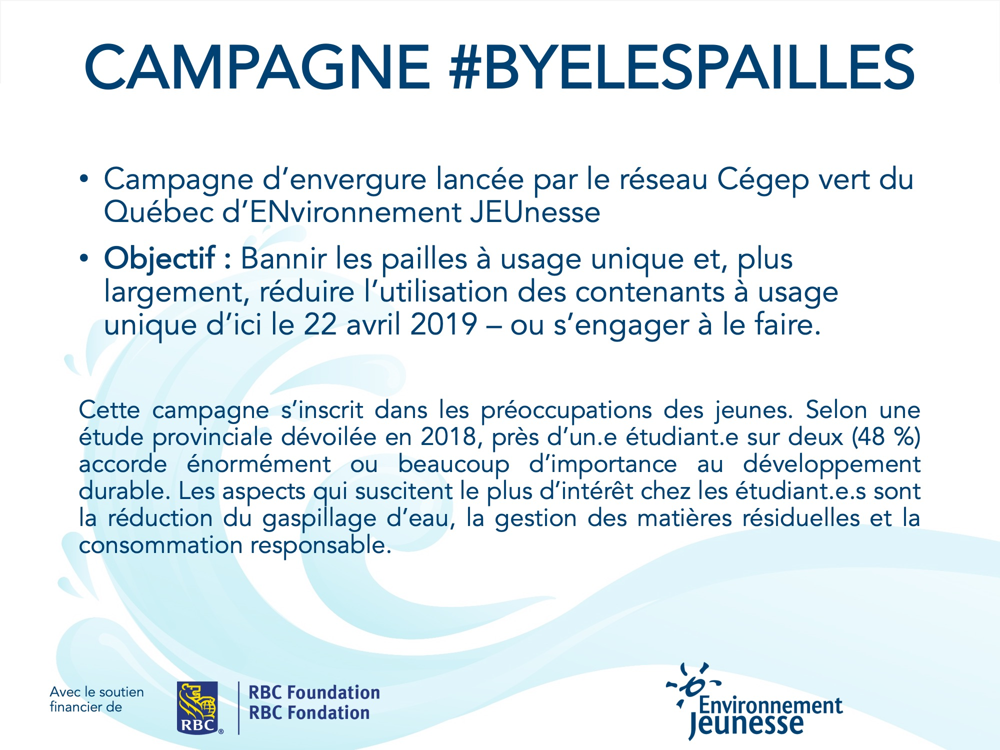 CAMPAGNE #BYELESPAILLES
• Campagne d’envergure lancée par le réseau Cégep vert du
Québec d’ENvironnement JEUnesse
• Objectif : Bannir les pailles à usage unique et, plus
largement, réduire l’utilisation des contenants à usage
unique d’ici le 22 avril 2019 – ou s’engager à le faire.
Cette campagne s’inscrit dans les préoccupations des jeunes. Selon une
étude provinciale dévoilée en 2018, près d’un.e étudiant.e sur deux (48 %)
accorde énormément ou beaucoup d’importance au développement
durable. Les aspects qui suscitent le plus d’intérêt chez les étudiant.e.s sont
la réduction du gaspillage d’eau, la gestion des matières résiduelles et la
consommation responsable.
Avec le soutien
financier de
RBC ®
RBC Foundation
RBC Fondation
Environnement
Jeunesse